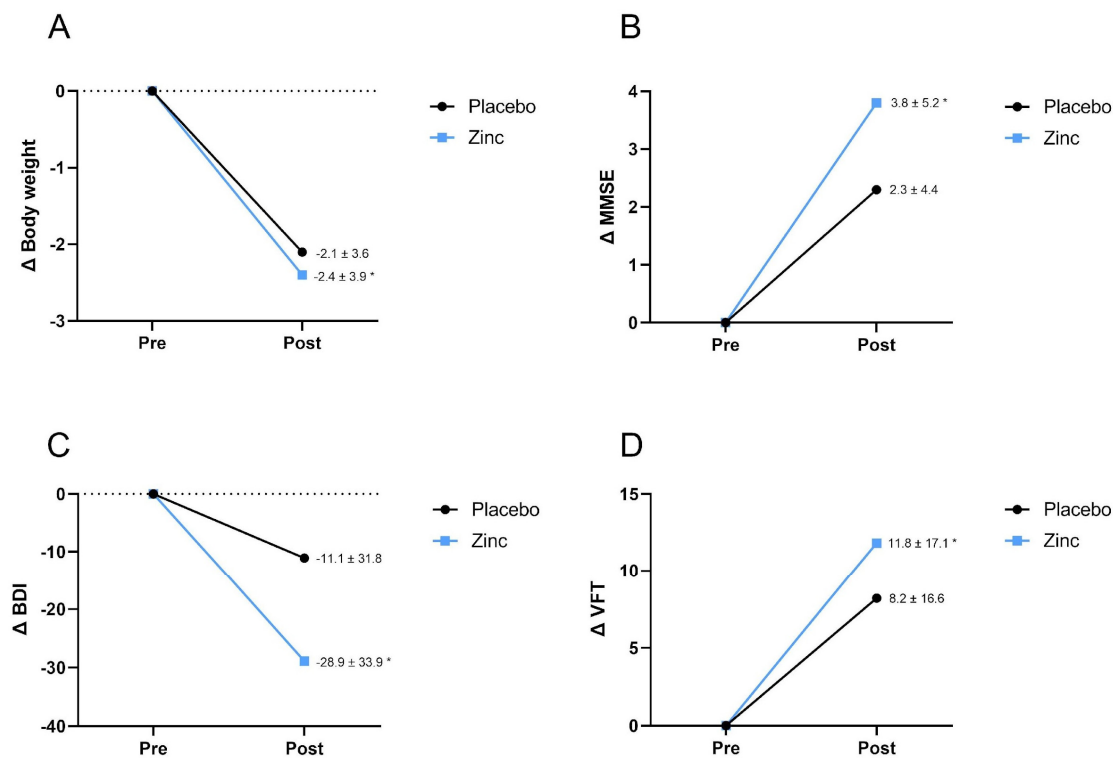 A
0
-1
-2
-3
Δ Body weight
Pre
Post
-2.1 ± 3.6
-2.4 ± 3.9 *
Placebo
Zinc
B
4
3
2
1
0
Δ MMSE
Pre
Post
3.8 ± 5.2 *
2.3 ± 4.4
Placebo
Zinc
C
0
-10
-20
-30
-40
Δ BDI
Pre
Post
-11.1 ± 31.8
-28.9 ± 33.9 *
Placebo
Zinc
D
15
10
5
0
Δ VFT
Pre
Post
11.8 ± 17.1 *
8.2 ± 16.6
Placebo
Zinc